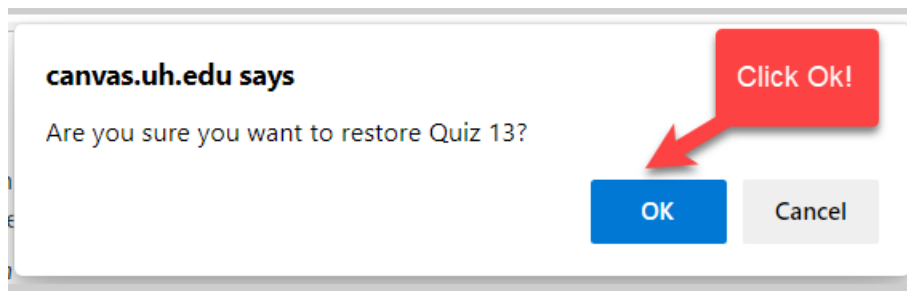 canvas.uh.edu says
Click Ok!
Are you sure you want to restore Quiz 13?
OK
Cancel